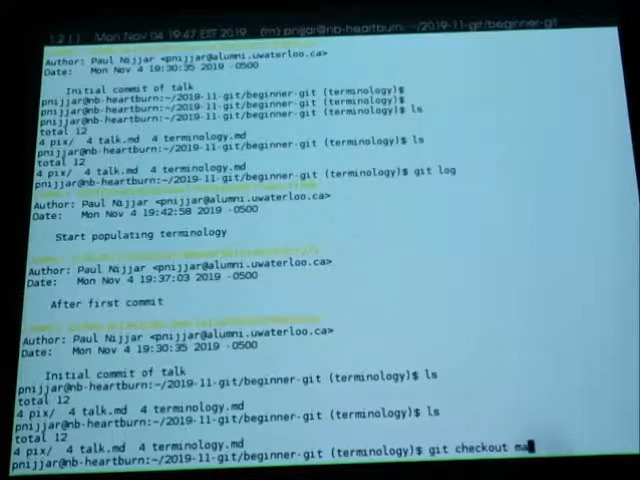 1 2 ( ) Mon Nov 04 19:47 EST 2019 (m) pnijjar@nb-heartburn: ~/2019-11-git/beginner-git
Author: Paul Nijjar <pnijjar@alumni.uwaterloo.ca>
Date: Mon Nov 4 19:30:35 2019 -0500
Initial commit of talk
pnijjar@nb-heartburn:~/2019-11-git/beginner-git (terminology)$
pnijjar@nb-heartburn:~/2019-11-git/beginner-git (terminology)$
pnijjar@nb-heartburn:~/2019-11-git/beginner-git (terminology)$ ls
total 12
4 pix/ 4 talk.md 4 terminology.md
pnijjar@nb-heartburn:~/2019-11-git/beginner-git (terminology)$ ls
total 12
4 pix/ 4 talk.md 4 terminology.md
pnijjar@nb-heartburn:~/2019-11-git/beginner-git (terminology)$ git log
Author: Paul Nijjar <pnijjar@alumni.uwaterloo.ca>
Date: Mon Nov 4 19:42:58 2019 -0500
Start populating terminology
Author: Paul Nijjar <pnijjar@alumni.uwaterloo.ca>
Date: Mon Nov 4 19:37:03 2019 -0500
After first commit
Author: Paul Nijjar <pnijjar@alumni.uwaterloo.ca>
Date: Mon Nov 4 19:30:35 2019 -0500
Initial commit of talk
pnijjar@nb-heartburn:~/2019-11-git/beginner-git (terminology)$ ls
total 12
4 pix/ 4 talk.md 4 terminology.md
pnijjar@nb-heartburn:~/2019-11-git/beginner-git (terminology)$ ls
total 12
4 pix/ 4 talk.md 4 terminology.md
pnijjar@nb-heartburn:~/2019-11-git/beginner-git (terminology)$ git checkout ma